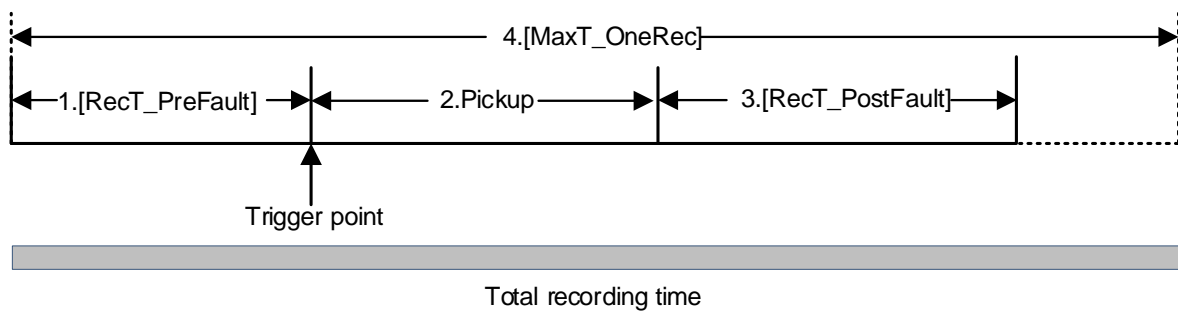 4.[MaxT_OneRec]
1.[RecT_PreFault]
2.Pickup
3.[RecT_PostFault]
Trigger point
Total recording time